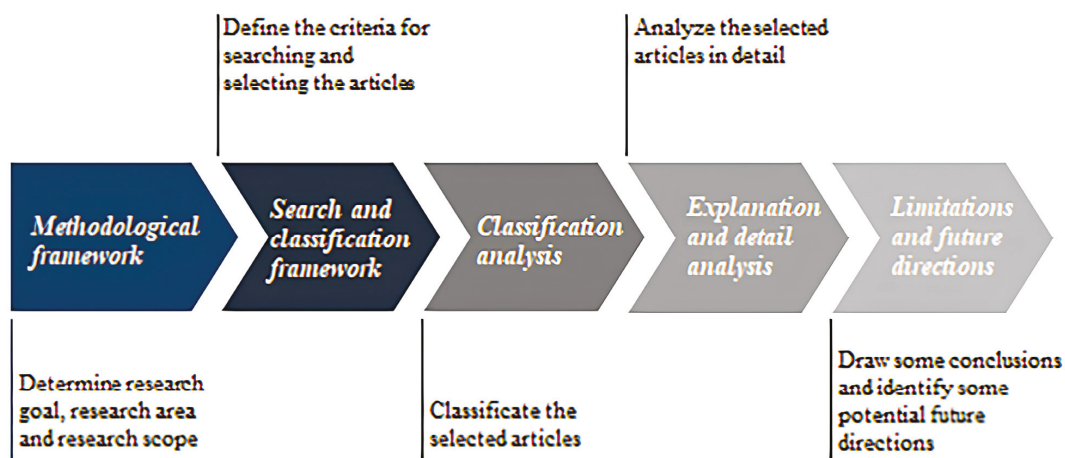 Define the criteria for
searching and
selecting the articles
Analyze the selected
articles in detail
Methodological
framework
Search and
classification
framework
Classification
analysis
Explanation
and detail
analysis
Limitations
and future
directions
Determine research
goal, research area
and research scope
Classificate the
selected articles
Draw some conclusions
and identify some
potential future
directions